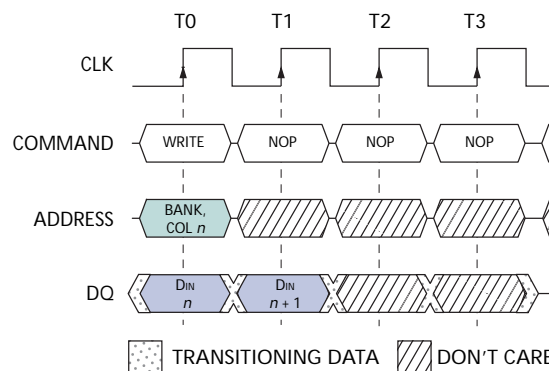 T0 T1 T2 T3
CLK
COMMAND WRITE NOP NOP NOP
ADDRESS BANK,
COL n
DQ DIN
n
DIN
n + 1
TRANSITIONING DATA DON'T CARE